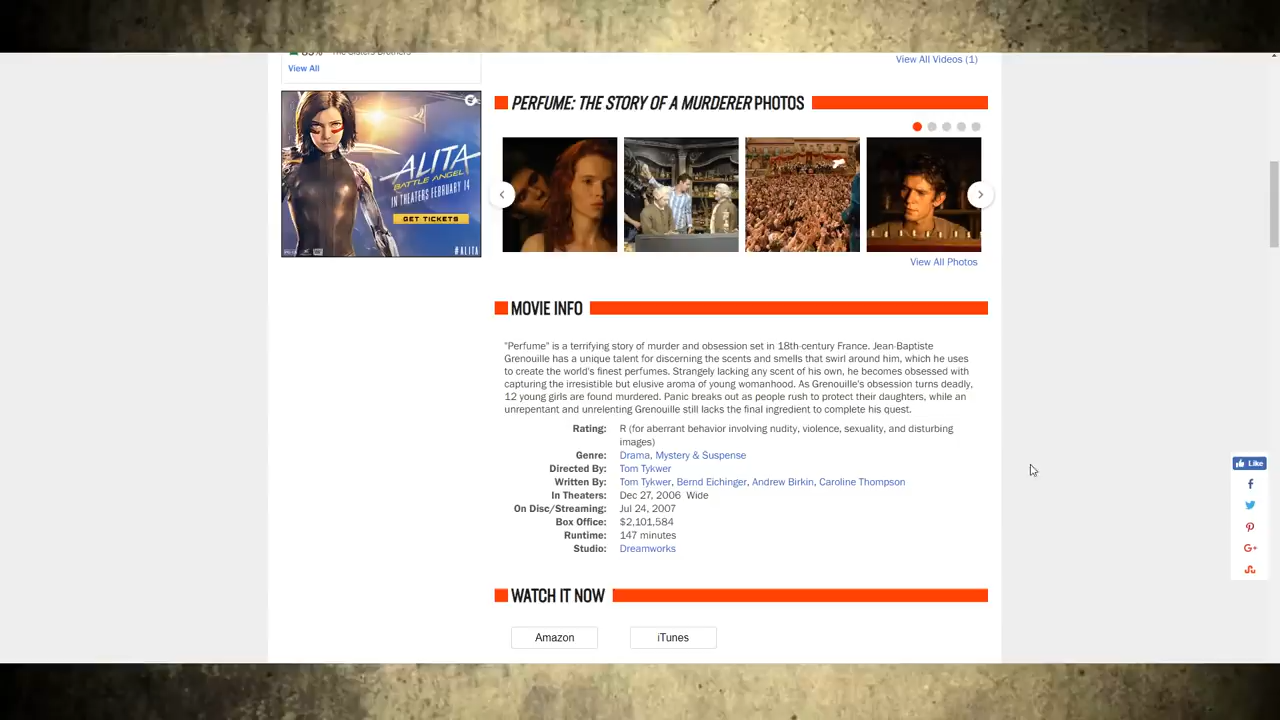 85% The Sisters Brothers
View All
View All Videos (1)
ALITA
BATTLE ANGEL
IN THEATERS FEBRUARY 14
GET TICKETS
#ALITA
PERFUME: THE STORY OF A MURDERER PHOTOS
View All Photos
MOVIE INFO
"Perfume" is a terrifying story of murder and obsession set in 18th-century France. Jean-Baptiste
Grenouille has a unique talent for discerning the scents and smells that swirl around him, which he uses
to create the world's finest perfumes. Strangely lacking any scent of his own, he becomes obsessed with
capturing the irresistible but elusive aroma of young womanhood. As Grenouille's obsession turns deadly,
12 young girls are found murdered. Panic breaks out as people rush to protect their daughters, while an
unrepentant and unrelenting Grenouille still lacks the final ingredient to complete his quest.
Rating: R (for aberrant behavior involving nudity, violence, sexuality, and disturbing
images)
Genre: Drama, Mystery & Suspense
Directed By: Tom Tykwer
Written By: Tom Tykwer, Bernd Eichinger, Andrew Birkin, Caroline Thompson
In Theaters: Dec 27, 2006 Wide
On Disc/Streaming: Jul 24, 2007
Box Office: $2,101,584
Runtime: 147 minutes
Studio: Dreamworks
Like
G+
WATCH IT NOW
Amazon iTunes